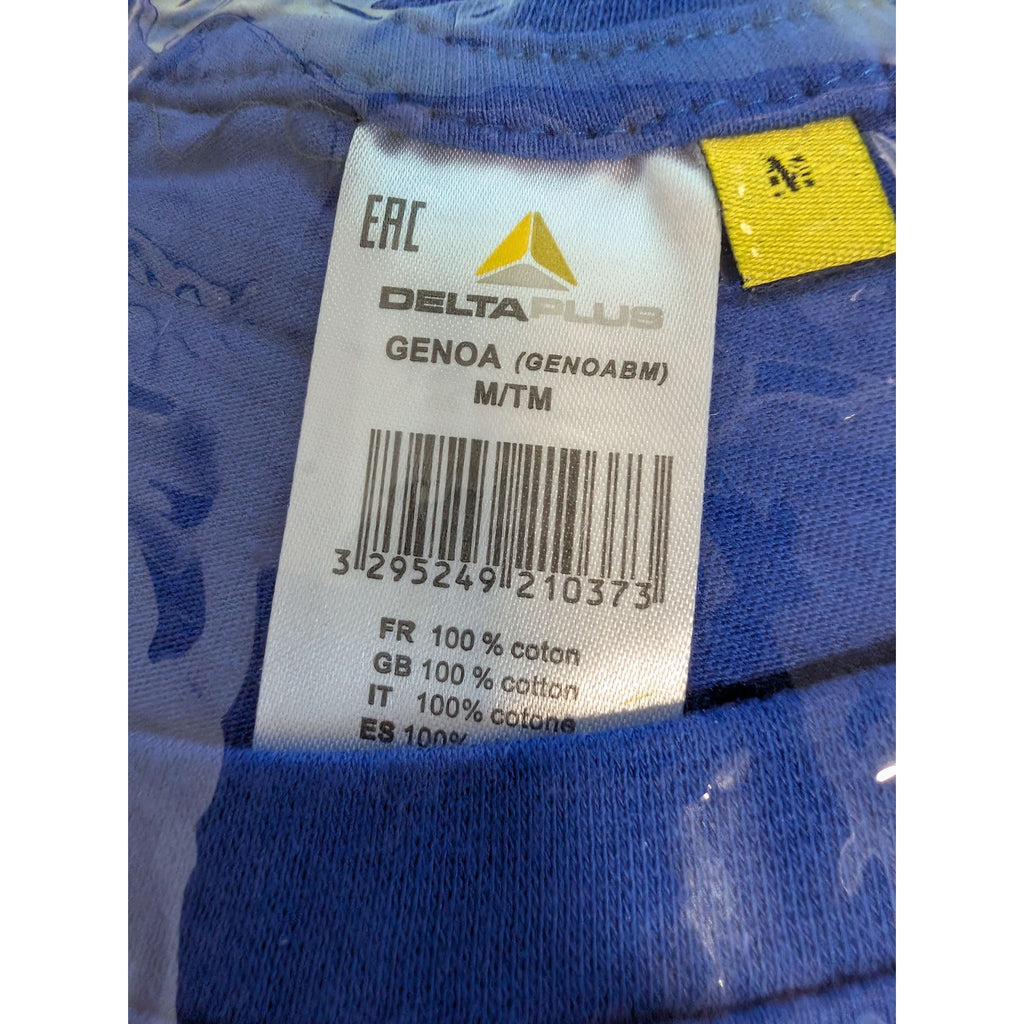 EAC
DELTAPLUS
GENOA (GENOABM)
M/TM
3 295249 210373
FR 100 % coton
GB 100 % cotton
IT 100% cotone
ES 100%